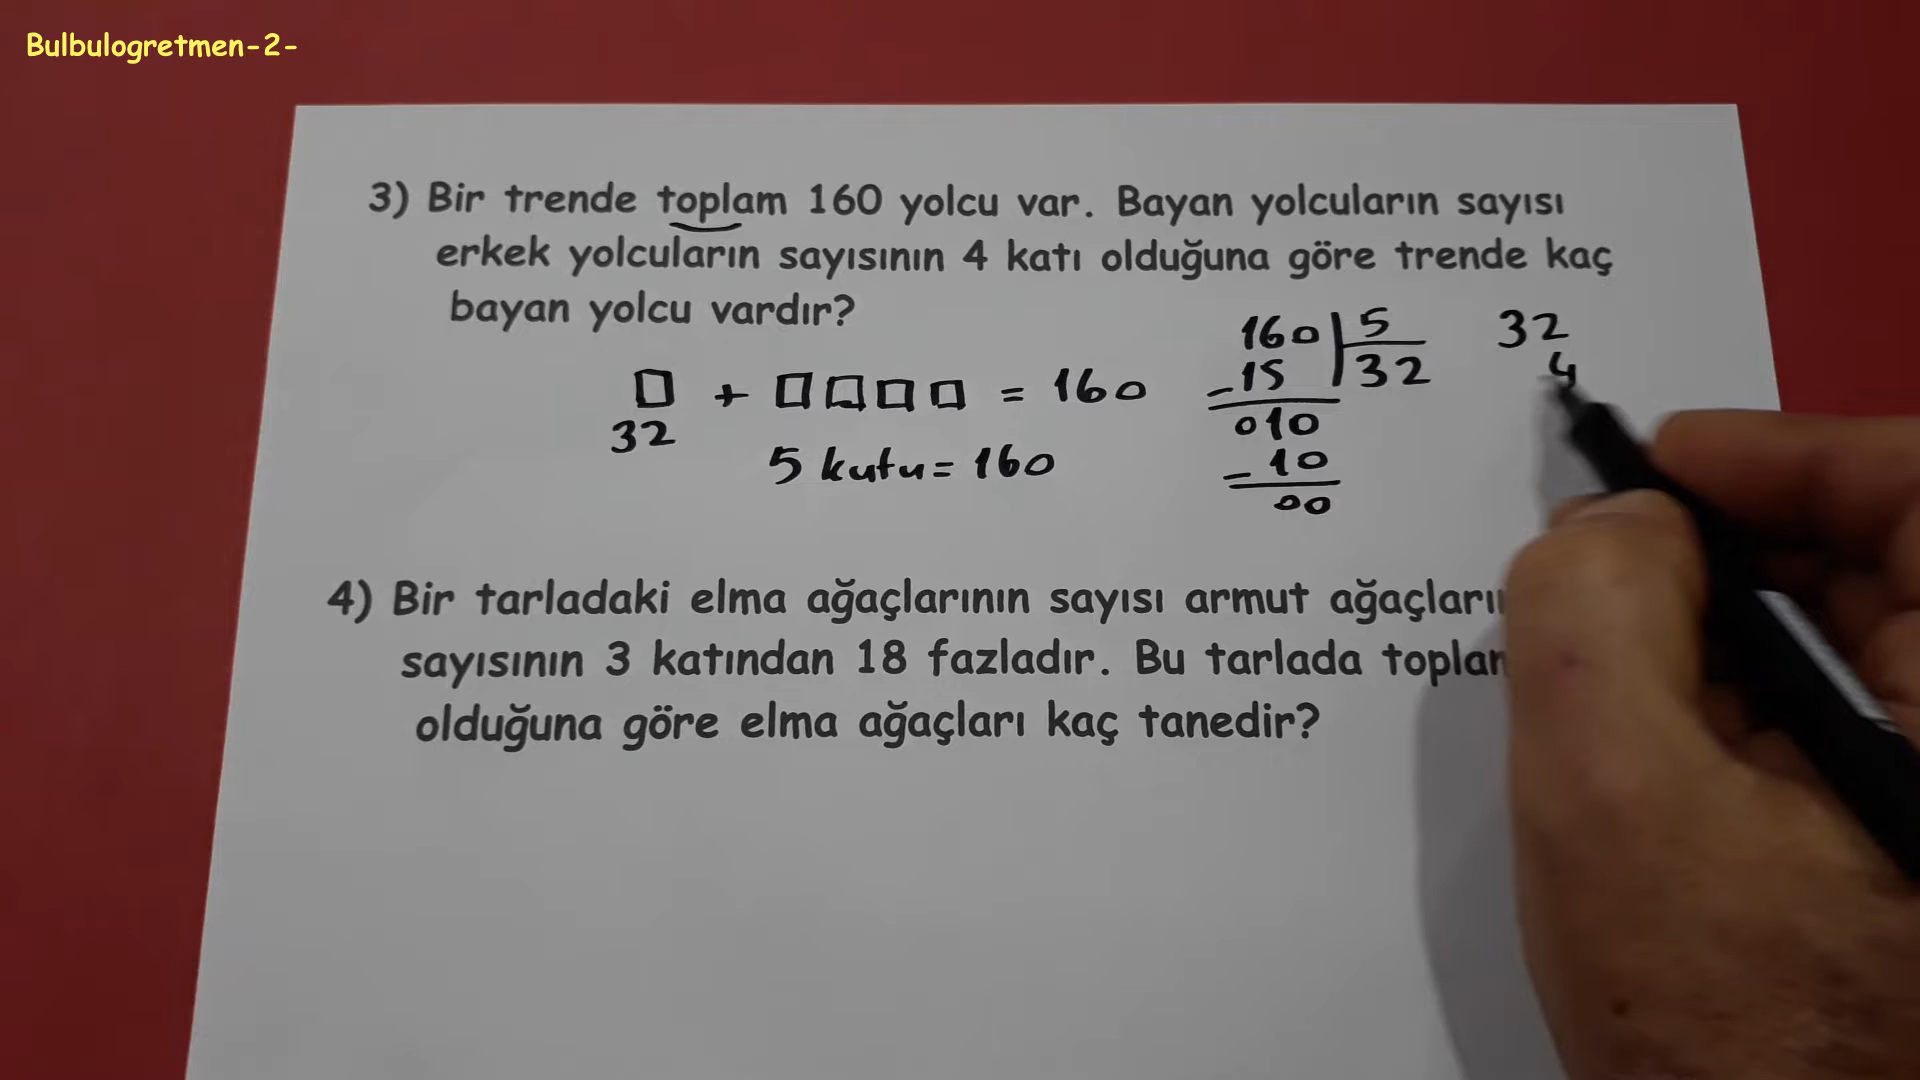 Bulbulogretmen-2-
3) Bir trende toplam 160 yolcu var. Bayan yolcuların sayısı
erkek yolcuların sayısının 4 katı olduğuna göre trende kaç
bayan yolcu vardır?
160 5
32
4
-15 32
□ + □□□□ = 160
32
010
5 kutu = 160
-10
00
4) Bir tarladaki elma ağaçlarının sayısı armut
sayısının 3 katından 18 fazladır. Bu tarlada
olduğuna göre elma ağaçları kaç tanedir?